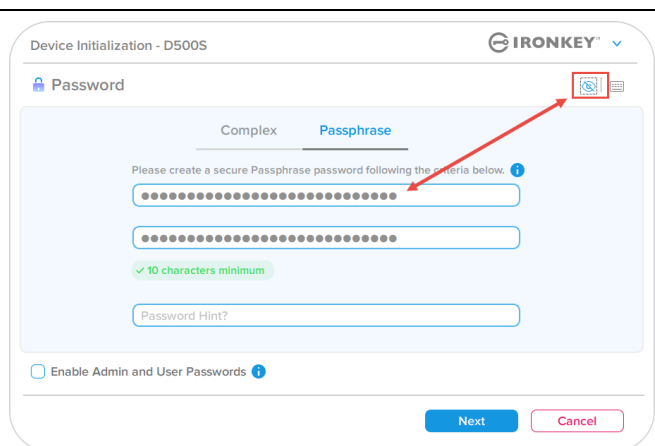 Device Initialization - D500S
IRONKEY™
Password
Complex Passphrase
Please create a secure Passphrase password following the criteria below.
●●●●●●●●●●●●●●●●●●●●●●●●●●●●
●●●●●●●●●●●●●●●●●●●●●●●●●●●●
✓ 10 characters minimum
Password Hint?
Enable Admin and User Passwords
Next Cancel